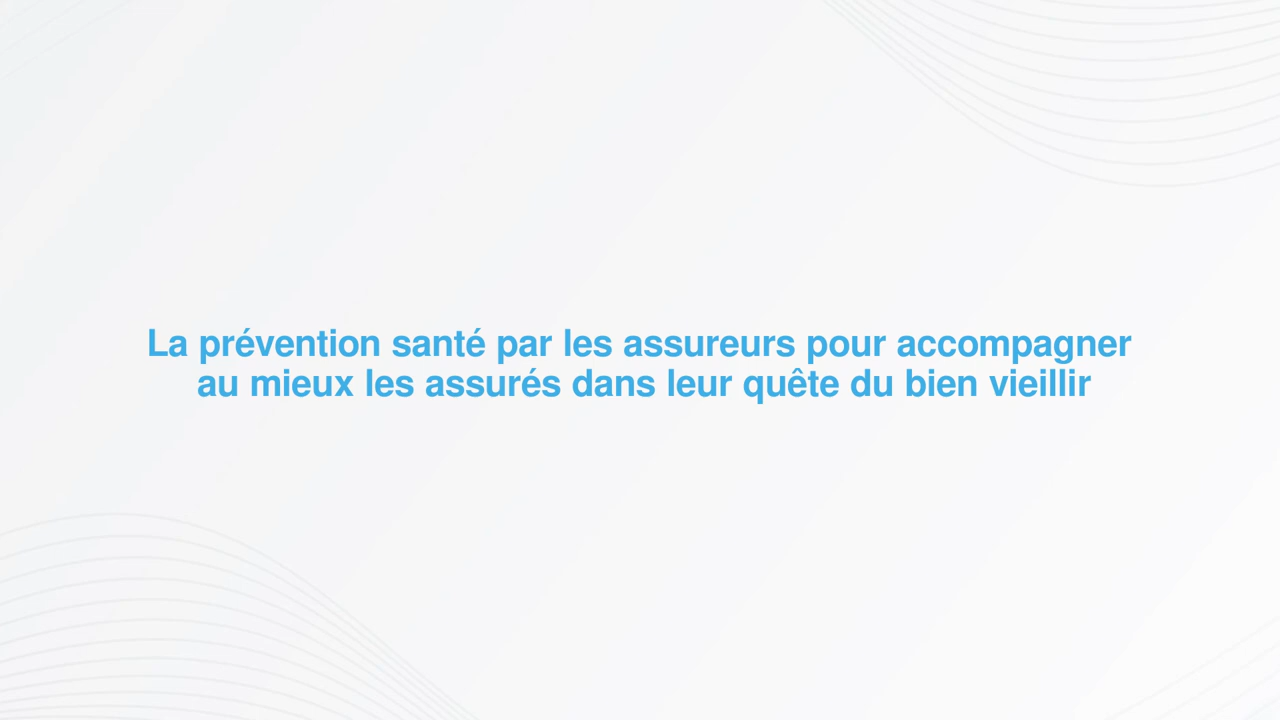 La prévention santé par les assureurs pour accompagner
au mieux les assurés dans leur quête du bien vieillir